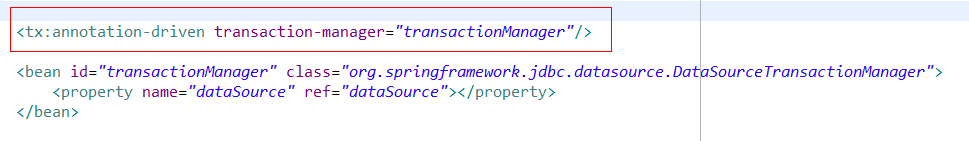 <tx:annotation-driven transaction-manager="transactionManager"/>
<bean id="transactionManager" class="org.springframework.jdbc.datasource.DataSourceTransactionManager">
<property name="dataSource" ref="dataSource"></property>
</bean>